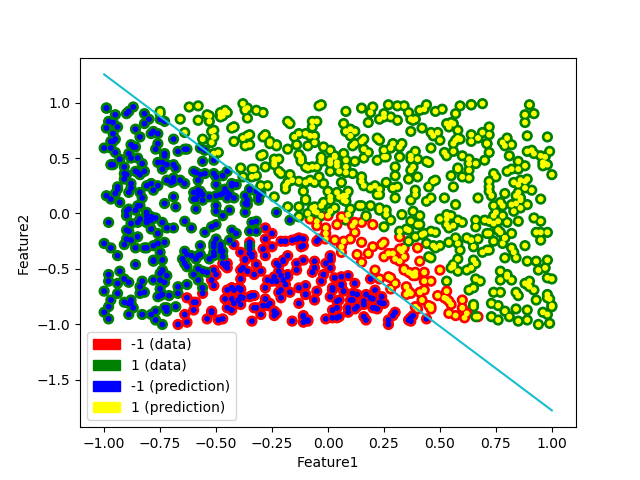 1.0
0.5
0.0
−0.5
−1.0
−1.5
Feature2
-1 (data)
1 (data)
-1 (prediction)
1 (prediction)
−1.00 −0.75 −0.50 −0.25 0.00 0.25 0.50 0.75 1.00
Feature1